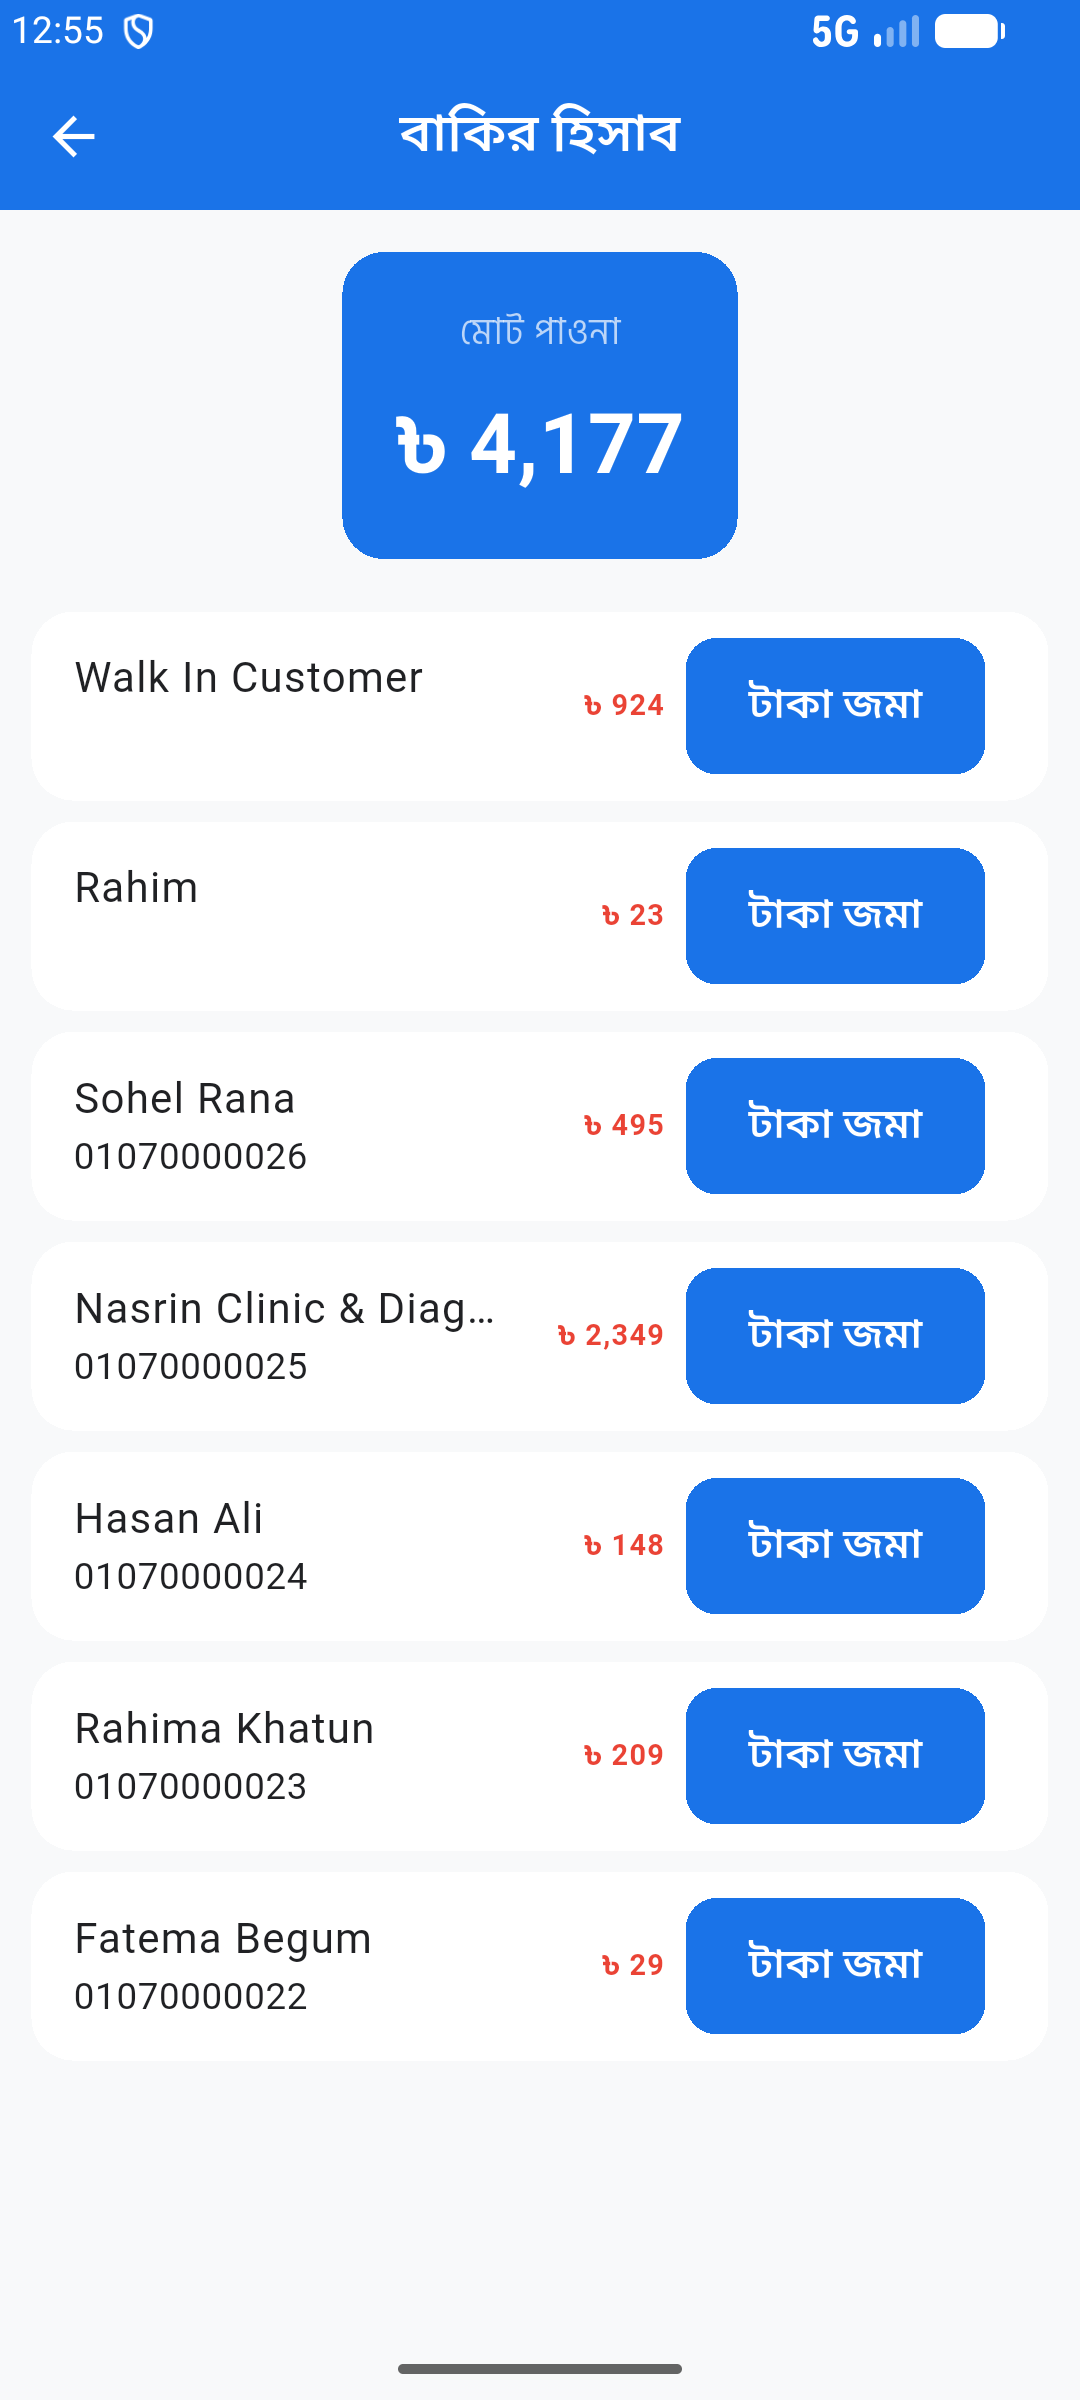 12:55
5G
বাকির হিসাব
মোট পাওনা
৳ 4,177
Walk In Customer
৳ 924
টাকা জমা
Rahim
৳ 23
টাকা জমা
Sohel Rana
01070000026
৳ 495
টাকা জমা
Nasrin Clinic & Diag...
01070000025
৳ 2,349
টাকা জমা
Hasan Ali
01070000024
৳ 148
টাকা জমা
Rahima Khatun
01070000023
৳ 209
টাকা জমা
Fatema Begum
01070000022
৳ 29
টাকা জমা